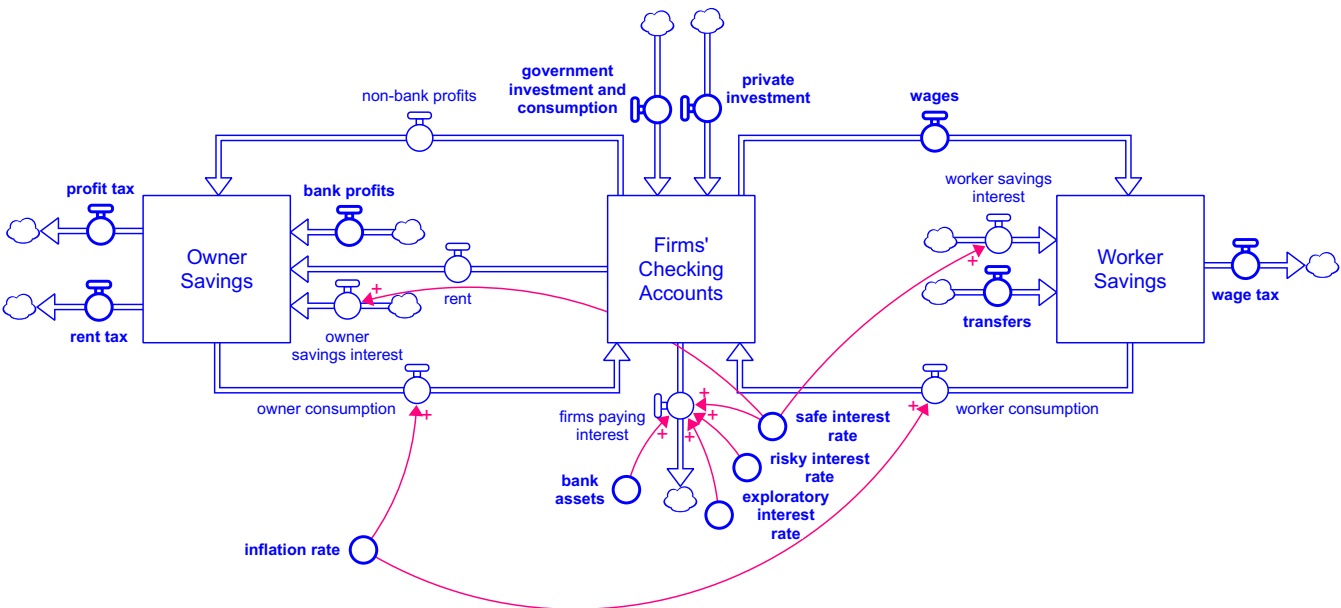 government
investment and
consumption
private
investment
non-bank profits
wages
profit tax
bank profits
worker savings
interest
Owner
Savings
Firms'
Checking
Accounts
Worker
Savings
rent
wage tax
rent tax
owner
savings interest
transfers
+
+
owner consumption
firms paying
interest
worker consumption
safe interest
rate
risky interest
rate
bank
assets
exploratory
interest
rate
inflation rate
+
+
+
+
+
+